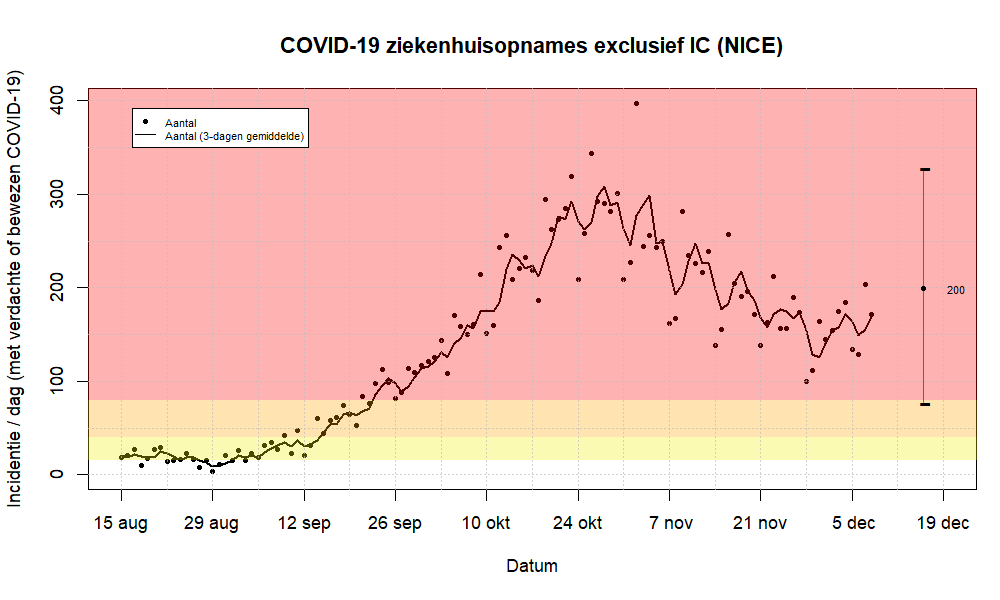 COVID-19 ziekenhuisopnames exclusief IC (NICE)
Incidentie / dag (met verdachte of bewezen COVID-19)
400
300
200
100
0
Aantal
Aantal (3-dagen gemiddelde)
200
15 aug 29 aug 12 sep 26 sep 10 okt 24 okt 7 nov 21 nov 5 dec 19 dec
Datum